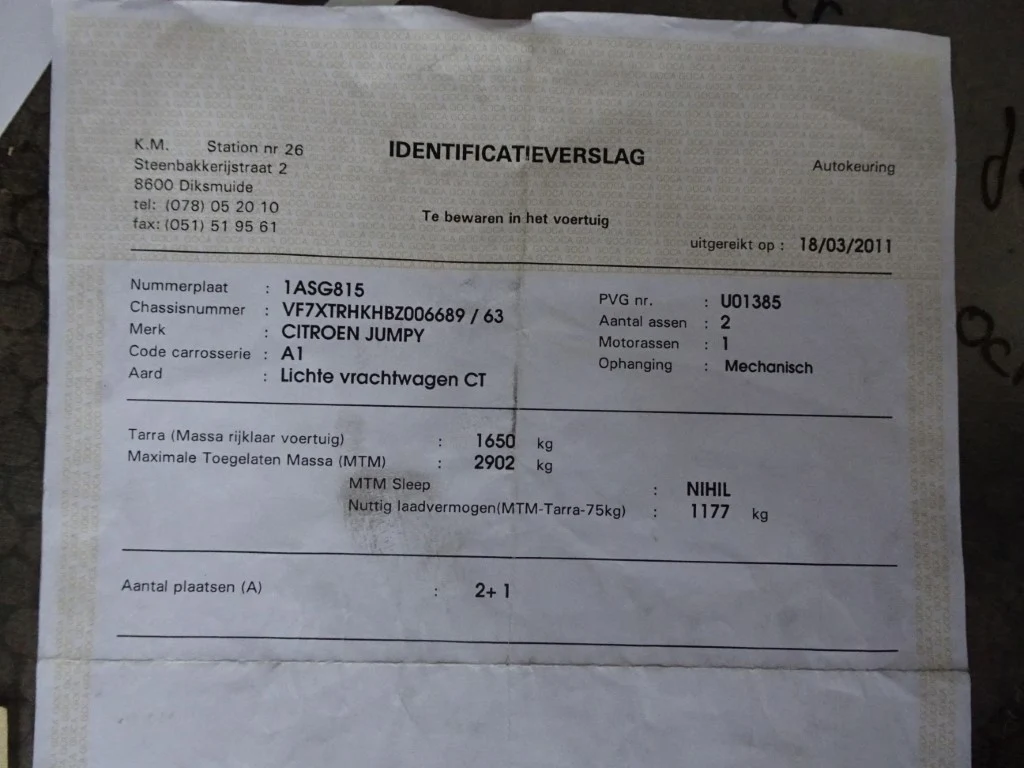 K.M. Station nr 26
Steenbakkerijstraat 2
8600 Diksmuide
tel: (078) 05 20 10
fax: (051) 51 95 61
IDENTIFICATIEVERSLAG
Te bewaren in het voertuig
Autokeuring
uitgereikt op : 18/03/2011
Nummerplaat : 1ASG815
Chassisnummer : VF7XTRHKHBZ006689 / 63
Merk : CITROEN JUMPY
Code carrosserie : A1
Aard : Lichte vrachtwagen CT
PVG nr. : U01385
Aantal assen : 2
Motorassen : 1
Ophanging : Mechanisch
Tarra (Massa rijklaar voertuig) : 1650 kg
Maximale Toegelaten Massa (MTM) : 2902 kg
MTM Sleep : NIHIL
Nuttig laadvermogen(MTM-Tarra-75kg) : 1177 kg
Aantal plaatsen (A) : 2+ 1